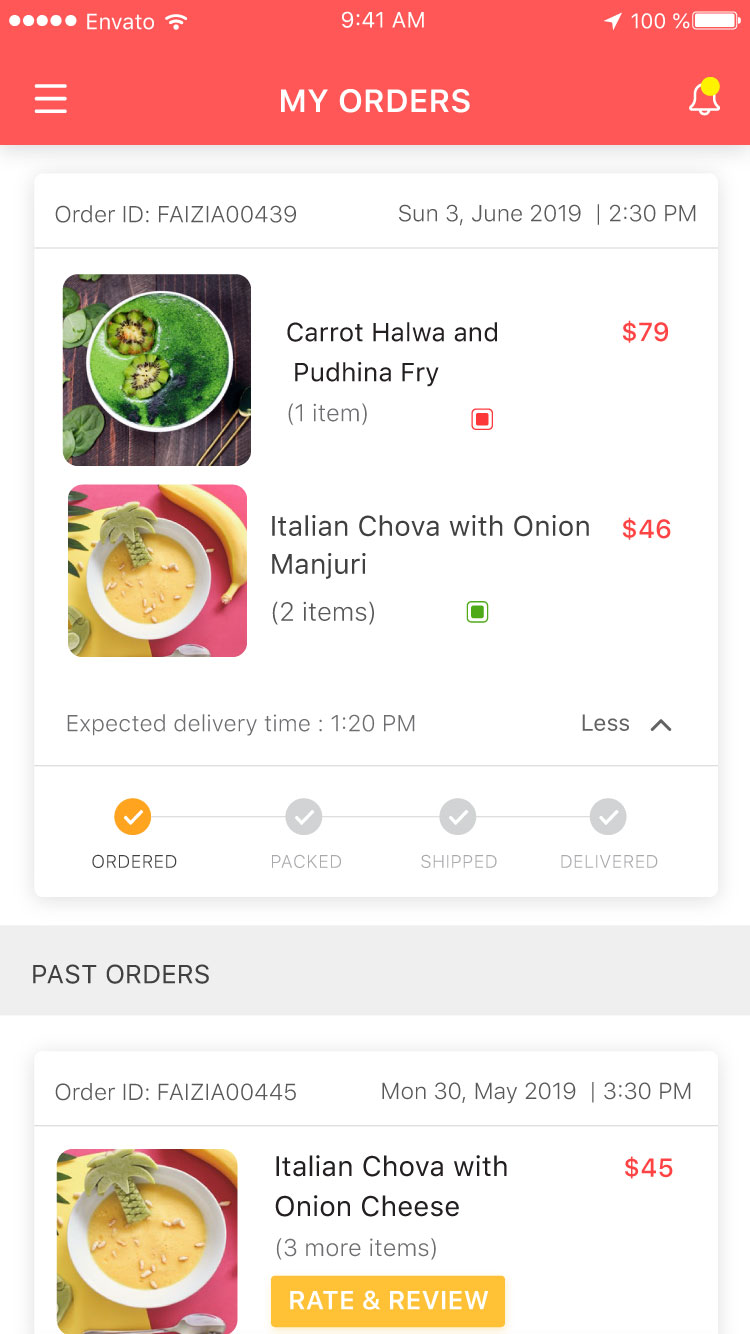 Envato 9:41 AM 100 %
MY ORDERS
Order ID: FAIZIA00439 Sun 3, June 2019 | 2:30 PM
Carrot Halwa and $79
Pudhina Fry
(1 item)
Italian Chova with Onion $46
Manjuri
(2 items)
Expected delivery time : 1:20 PM Less
ORDERED PACKED SHIPPED DELIVERED
PAST ORDERS
Order ID: FAIZIA00445 Mon 30, May 2019 | 3:30 PM
Italian Chova with $45
Onion Cheese
(3 more items)
RATE & REVIEW